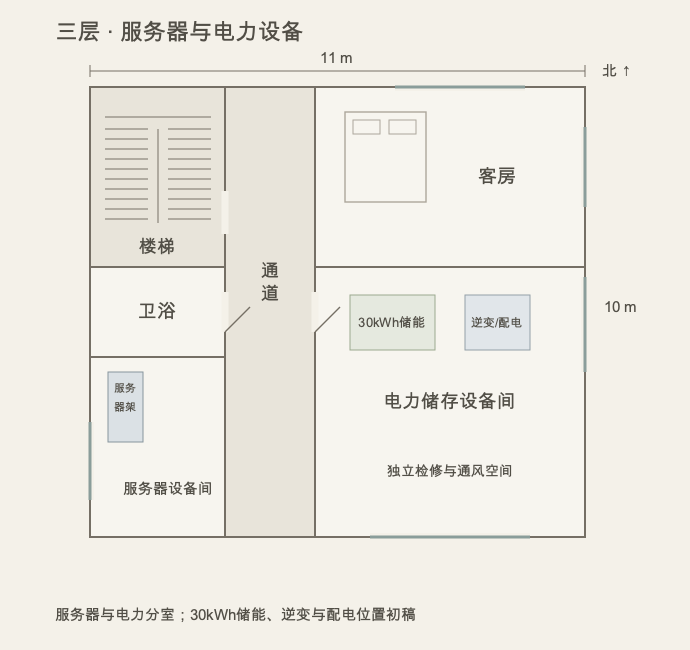 三层 · 服务器与电力设备
11 m
北 ↑
客房
楼梯
通
道
卫浴
30kWh储能
逆变/配电
10 m
服务
器架
电力储存设备间
独立检修与通风空间
服务器设备间
服务器与电力分室；30kWh储能、逆变与配电位置初稿